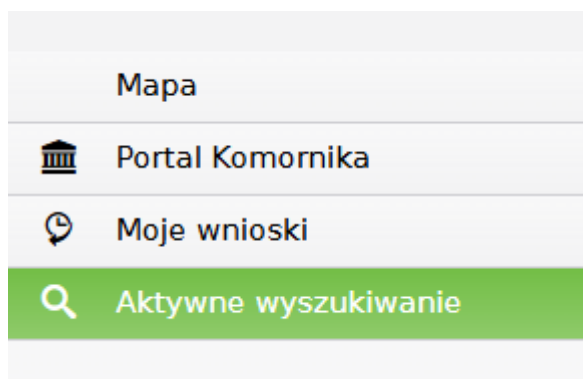 Mapa
Portal Komornika
Moje wnioski
Aktywne wyszukiwanie